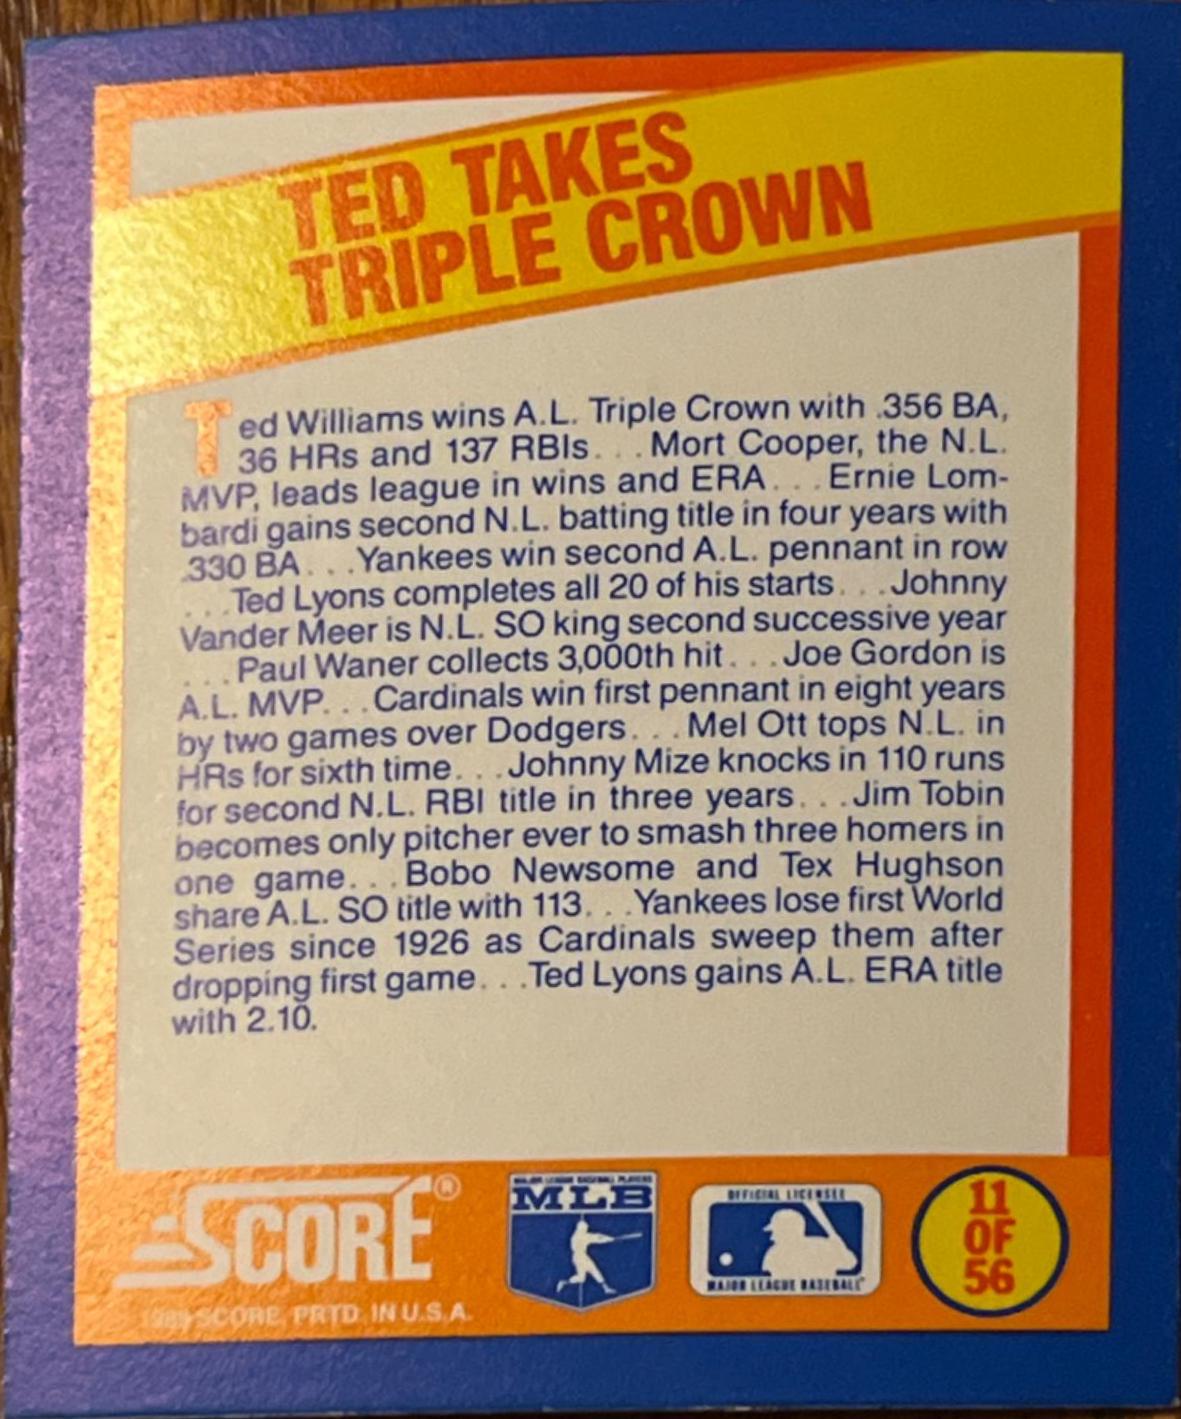 TED TAKES
TRIPLE CROWN
Ted Williams wins A.L. Triple Crown with .356 BA,
36 HRs and 137 RBIs. . .Mort Cooper, the N.L.
MVP, leads league in wins and ERA. . .Ernie Lom-
bardi gains second N.L. batting title in four years with
.330 BA. . .Yankees win second A.L. pennant in row
. . .Ted Lyons completes all 20 of his starts. . .Johnny
Vander Meer is N.L. SO king second successive year
. . .Paul Waner collects 3,000th hit. . .Joe Gordon is
A.L. MVP. . .Cardinals win first pennant in eight years
by two games over Dodgers. . .Mel Ott tops N.L. in
HRs for sixth time. . .Johnny Mize knocks in 110 runs
for second N.L. RBI title in three years. . .Jim Tobin
becomes only pitcher ever to smash three homers in
one game. . .Bobo Newsome and Tex Hughson
share A.L. SO title with 113. . .Yankees lose first World
Series since 1926 as Cardinals sweep them after
dropping first game. . .Ted Lyons gains A.L. ERA title
with 2.10.
SCORE®
SCORE, PRTD. IN U.S.A.
MAJOR LEAGUE BASEBALL PLAYERS
MLB
OFFICIAL LICENSEE
MAJOR LEAGUE BASEBALL
11
OF
56